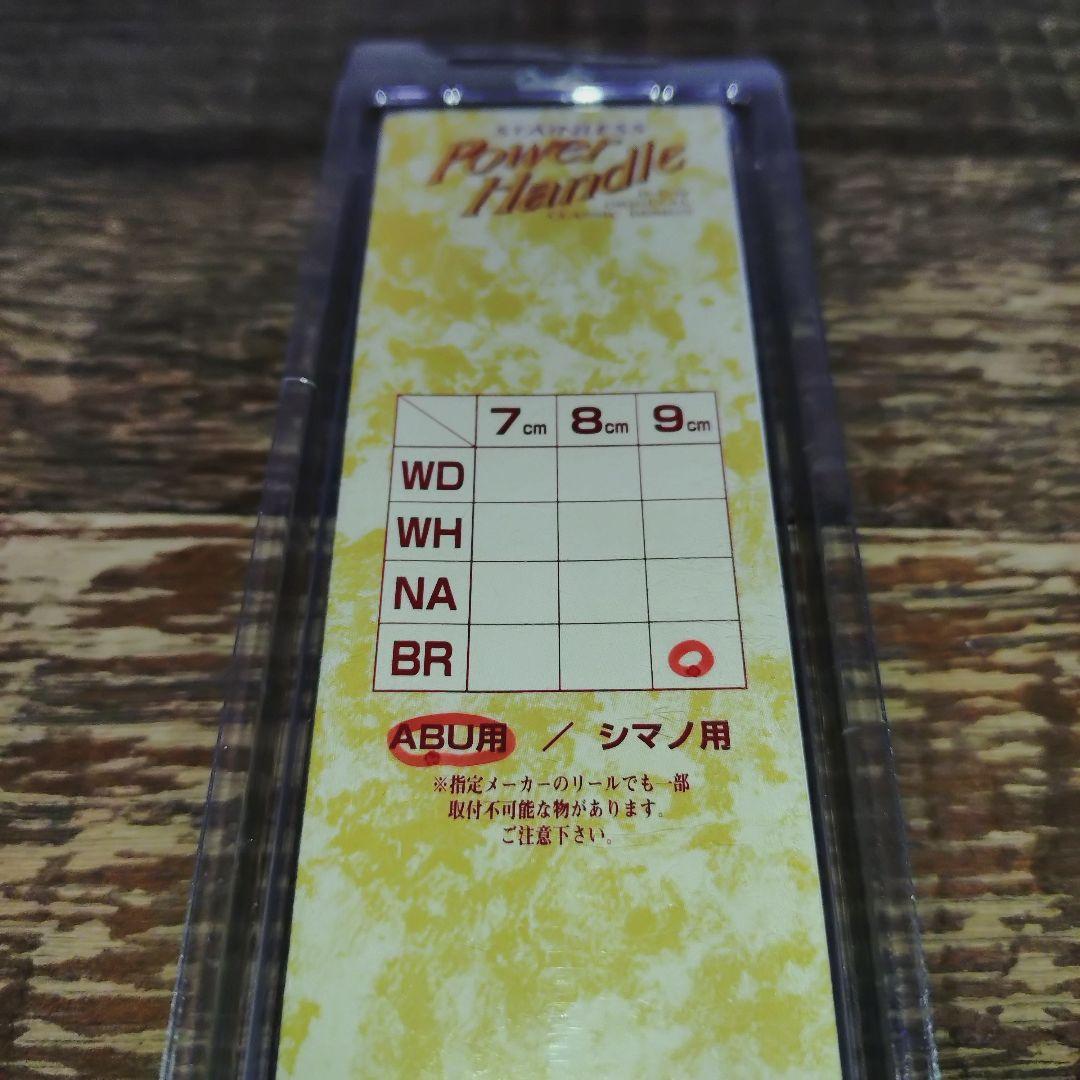 STAINLESS
Power
Handle
7cm 8cm 9cm
WD
WH
NA
BR
ABU用 / シマノ用
※指定メーカーのリールでも一部
取付不可能な物があります。
ご注意下さい。